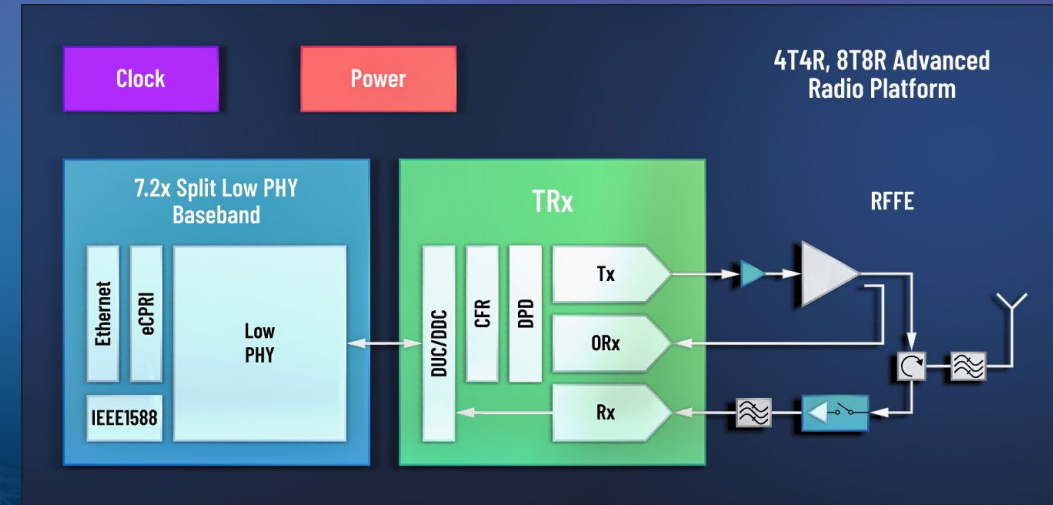 Clock
Power
4T4R, 8T8R Advanced
Radio Platform
7.2x Split Low PHY
Baseband
TRx
RFFE
Ethernet
eCPRI
Low
PHY
IEEE1588
DUC/DDC
CFR
DPD
Tx
ORx
Rx